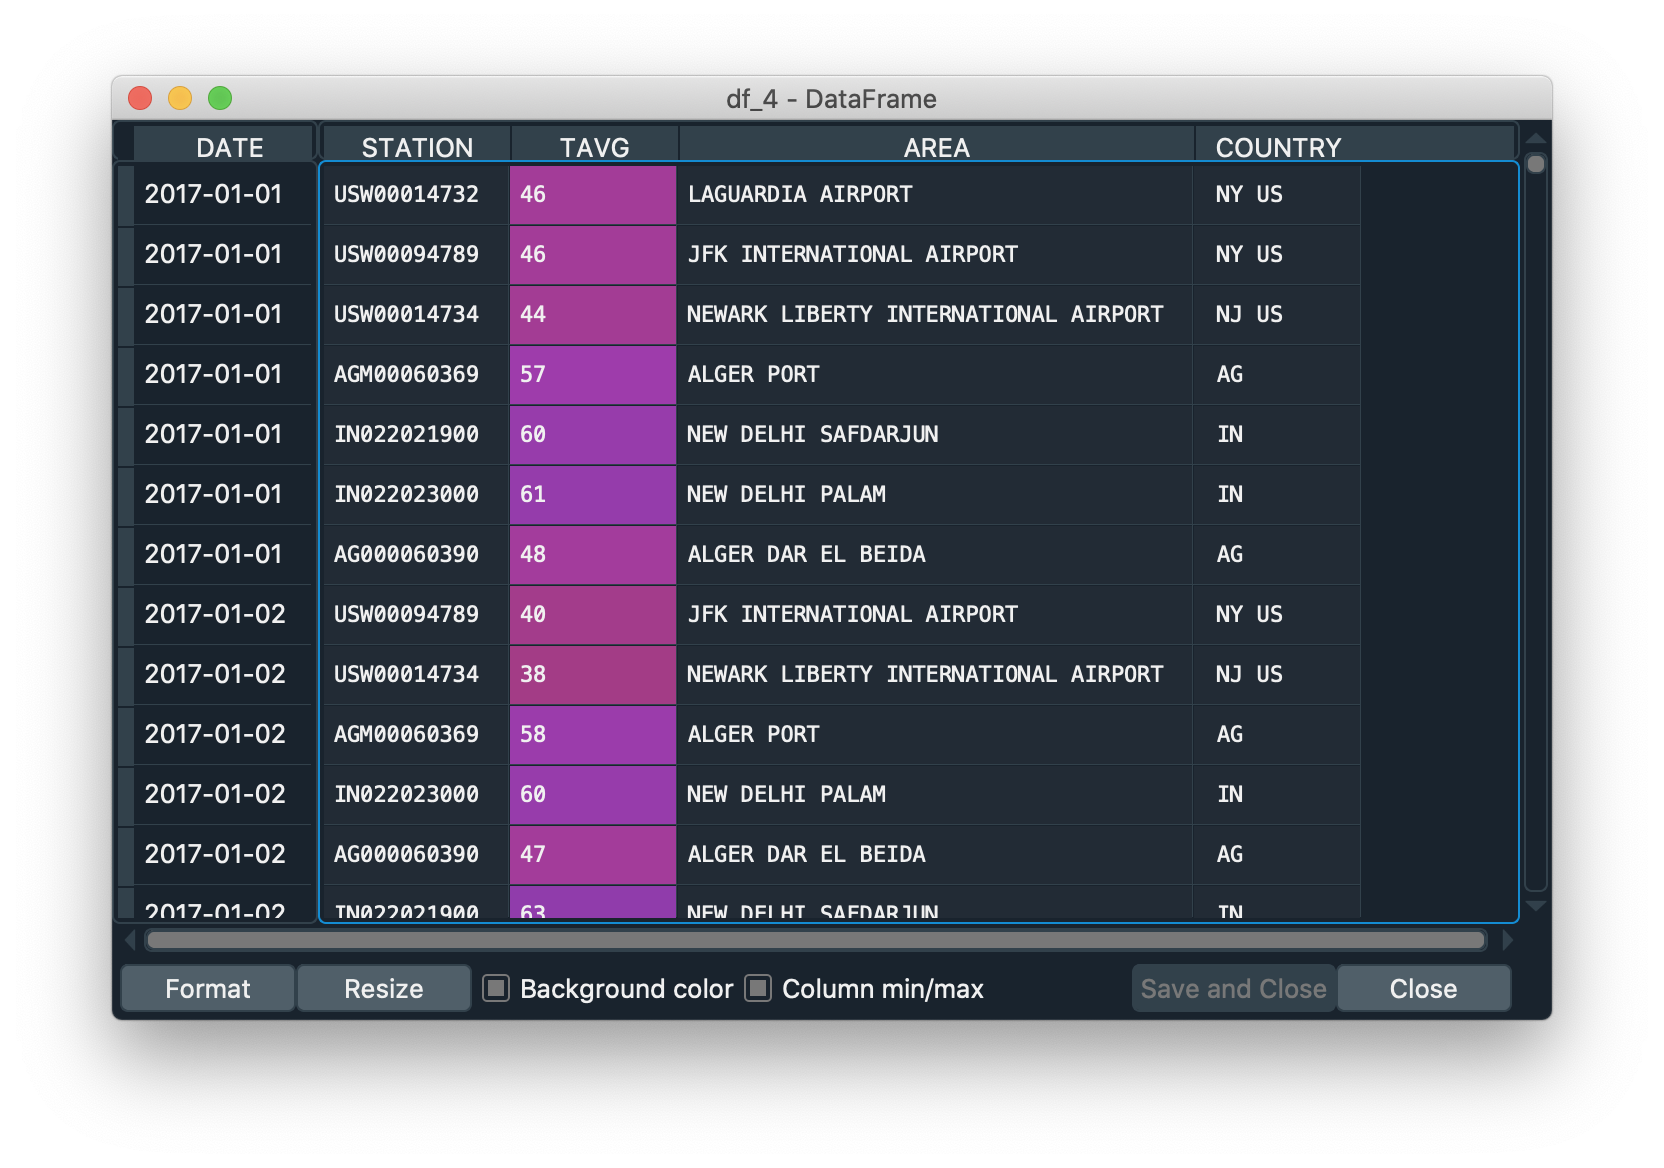 df_4 - DataFrame
DATE STATION TAVG AREA COUNTRY
2017-01-01 USW00014732 46 LAGUARDIA AIRPORT NY US
2017-01-01 USW00094789 46 JFK INTERNATIONAL AIRPORT NY US
2017-01-01 USW00014734 44 NEWARK LIBERTY INTERNATIONAL AIRPORT NJ US
2017-01-01 AGM00060369 57 ALGER PORT AG
2017-01-01 IN022021900 60 NEW DELHI SAFDARJUN IN
2017-01-01 IN022023000 61 NEW DELHI PALAM IN
2017-01-01 AG000060390 48 ALGER DAR EL BEIDA AG
2017-01-02 USW00094789 40 JFK INTERNATIONAL AIRPORT NY US
2017-01-02 USW00014734 38 NEWARK LIBERTY INTERNATIONAL AIRPORT NJ US
2017-01-02 AGM00060369 58 ALGER PORT AG
2017-01-02 IN022023000 60 NEW DELHI PALAM IN
2017-01-02 AG000060390 47 ALGER DAR EL BEIDA AG
2017-01-02 IN022021900 63 NEW DELHI SAFDARJUN IN
Format Resize Background color Column min/max Save and Close Close